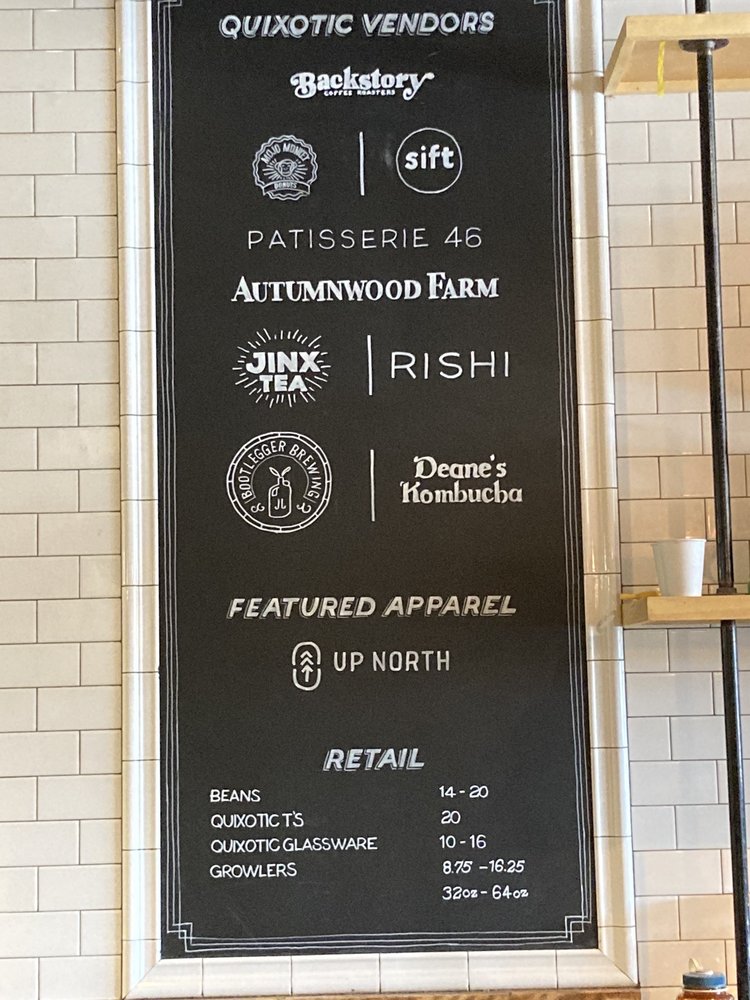 QUIXOTIC VENDORS
Backstory
COFFEE ROASTERS
MOJO MONKEY
DONUTS
sift
PATISSERIE 46
AUTUMNWOOD FARM
JINX
TEA
RISHI
BOOTLEGGER BREWING
JL
Deane's
Kombucha
FEATURED APPAREL
UP NORTH
RETAIL
BEANS 14 - 20
QUIXOTIC T'S 20
QUIXOTIC GLASSWARE 10 - 16
GROWLERS 8.75 - 16.25
32oz - 64oz